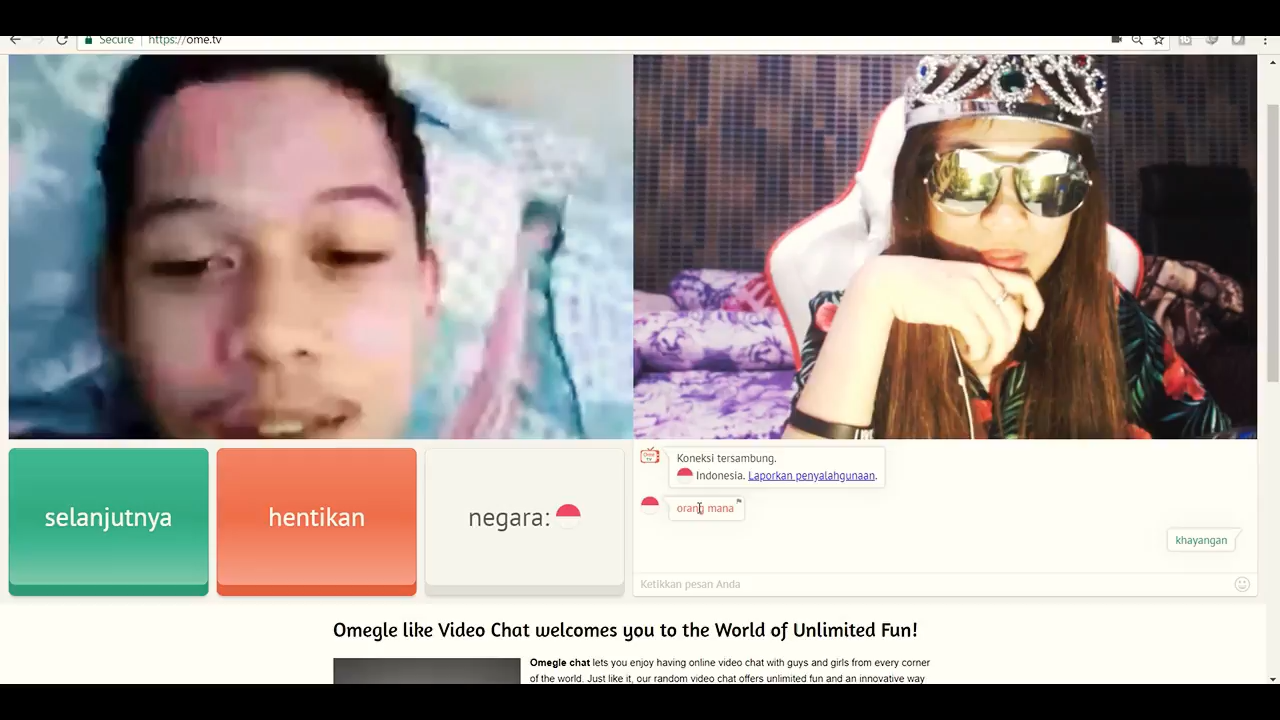 Secure https://ome.tv
Koneksi tersambung.
Indonesia. Laporkan penyalahgunaan.
orang mana
khayangan
Ketikkan pesan Anda
selanjutnya
hentikan
negara:
Omegle like Video Chat welcomes you to the World of Unlimited Fun!
Omegle chat lets you enjoy having online video chat with guys and girls from every corner
of the world. Just like it, our random video chat offers unlimited fun and an innovative way